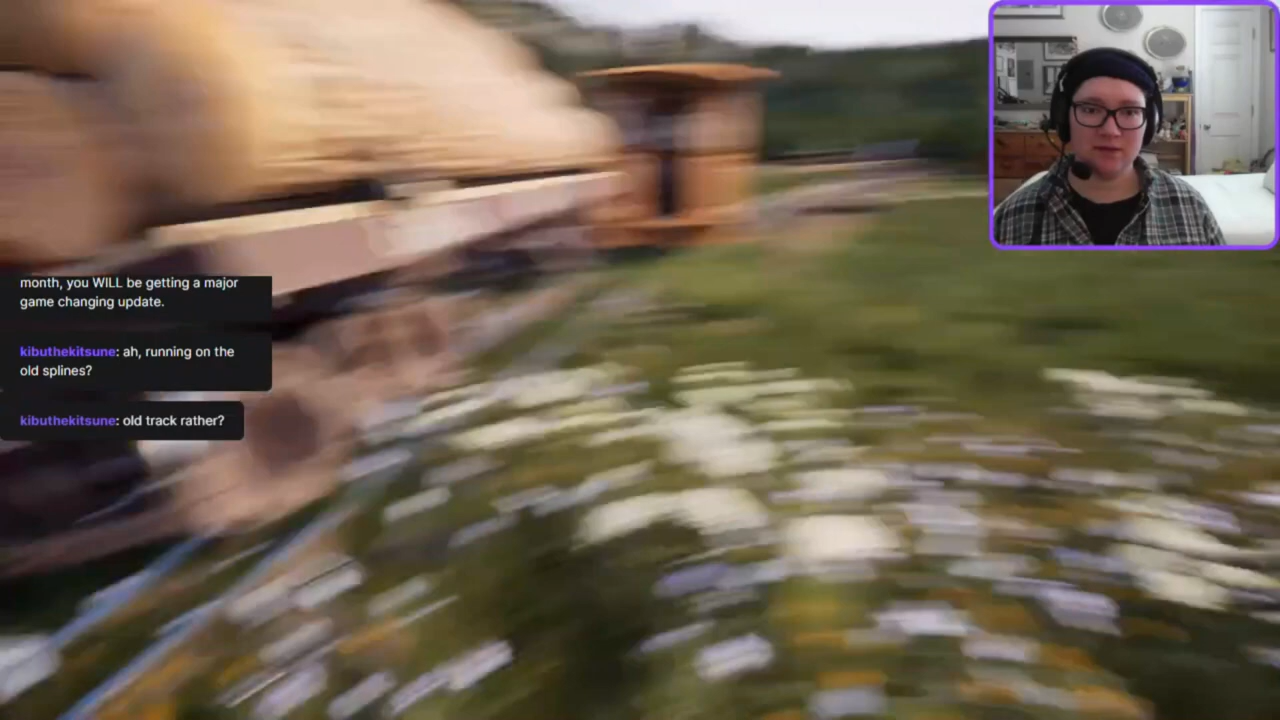 month, you WILL be getting a major
game changing update.
kibuthekitsune: ah, running on the
old splines?
kibuthekitsune: old track rather?